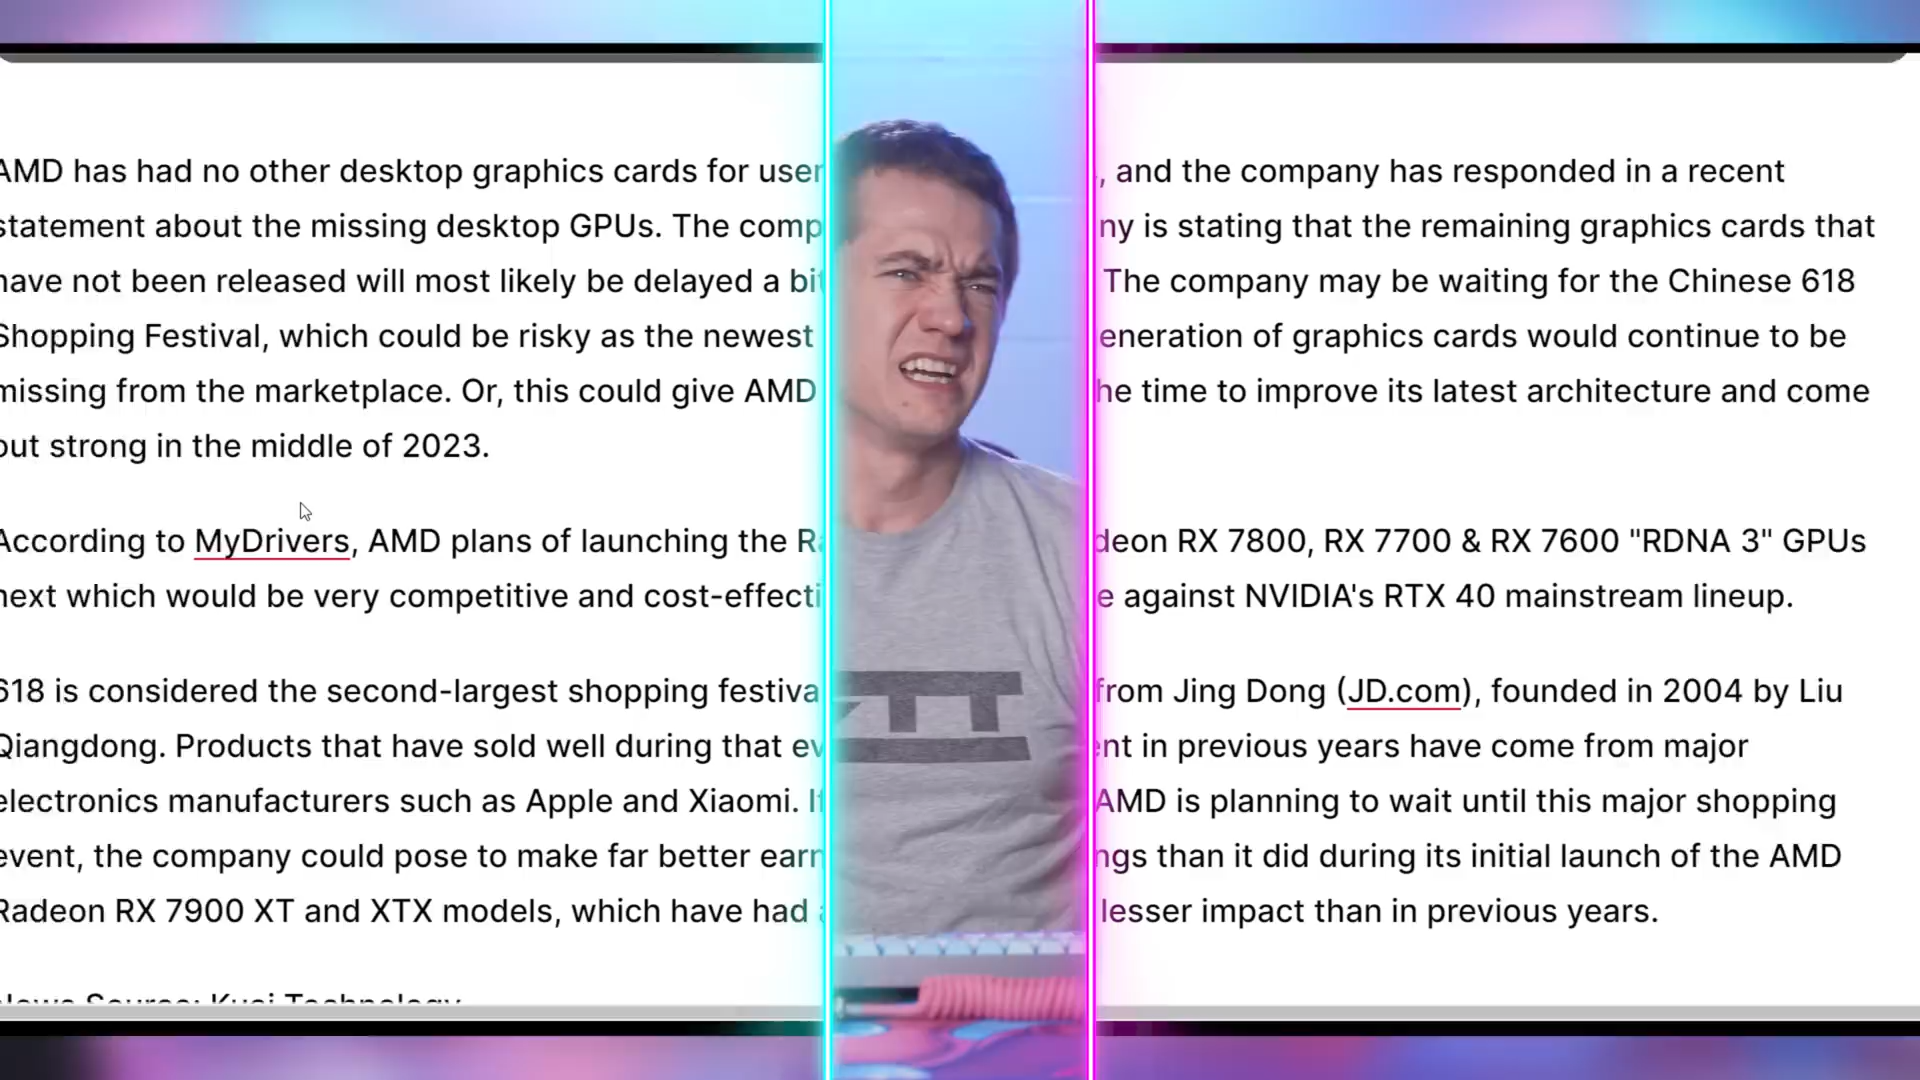 AMD has had no other desktop graphics cards for user , and the company has responded in a recent
statement about the missing desktop GPUs. The comp ny is stating that the remaining graphics cards that
have not been released will most likely be delayed a bit The company may be waiting for the Chinese 618
Shopping Festival, which could be risky as the newest eneration of graphics cards would continue to be
missing from the marketplace. Or, this could give AMD he time to improve its latest architecture and come
out strong in the middle of 2023.
According to MyDrivers, AMD plans of launching the Ra deon RX 7800, RX 7700 & RX 7600 "RDNA 3" GPUs
next which would be very competitive and cost-effecti e against NVIDIA's RTX 40 mainstream lineup.
618 is considered the second-largest shopping festiva from Jing Dong (JD.com), founded in 2004 by Liu
Qiangdong. Products that have sold well during that ev ent in previous years have come from major
electronics manufacturers such as Apple and Xiaomi. If AMD is planning to wait until this major shopping
event, the company could pose to make far better earn ngs than it did during its initial launch of the AMD
Radeon RX 7900 XT and XTX models, which have had a lesser impact than in previous years.